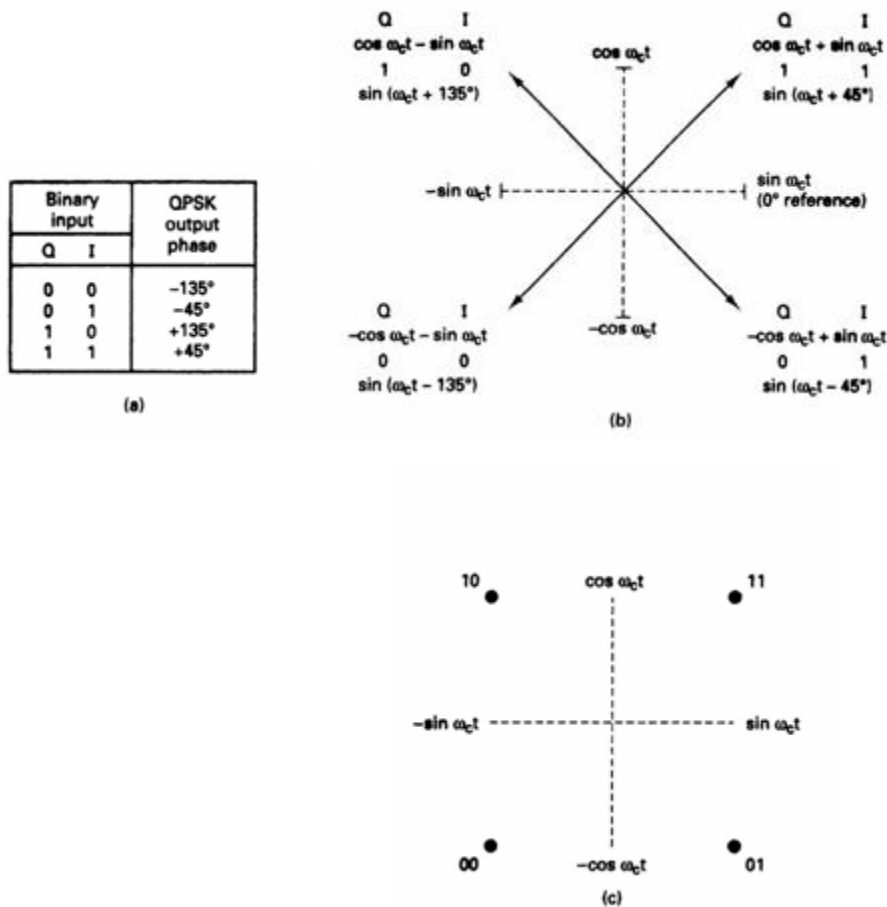 Binary input QPSK output phase
Q I
0 0 −135°
0 1 −45°
1 0 +135°
1 1 +45°
(a)
Q I
cos ωct − sin ωct
1 0
sin (ωct + 135°)
cos ωct
Q I
cos ωct + sin ωct
1 1
sin (ωct + 45°)
−sin ωct
sin ωct
(0° reference)
Q I
−cos ωct − sin ωct
0 0
sin (ωct − 135°)
−cos ωct
Q I
−cos ωct + sin ωct
0 1
sin (ωct − 45°)
(b)
10 cos ωct 11
−sin ωct sin ωct
00 −cos ωct 01
(c)